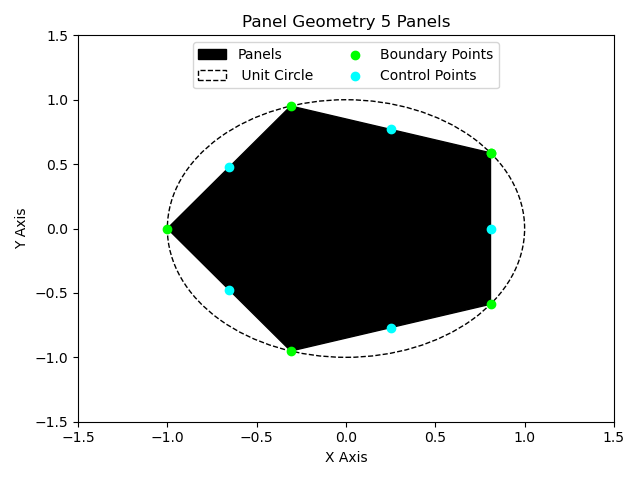 Panel Geometry 5 Panels
Panels
Unit Circle
Boundary Points
Control Points
1.5
1.0
0.5
0.0
−0.5
−1.0
−1.5
Y Axis
−1.5 −1.0 −0.5 0.0 0.5 1.0 1.5
X Axis